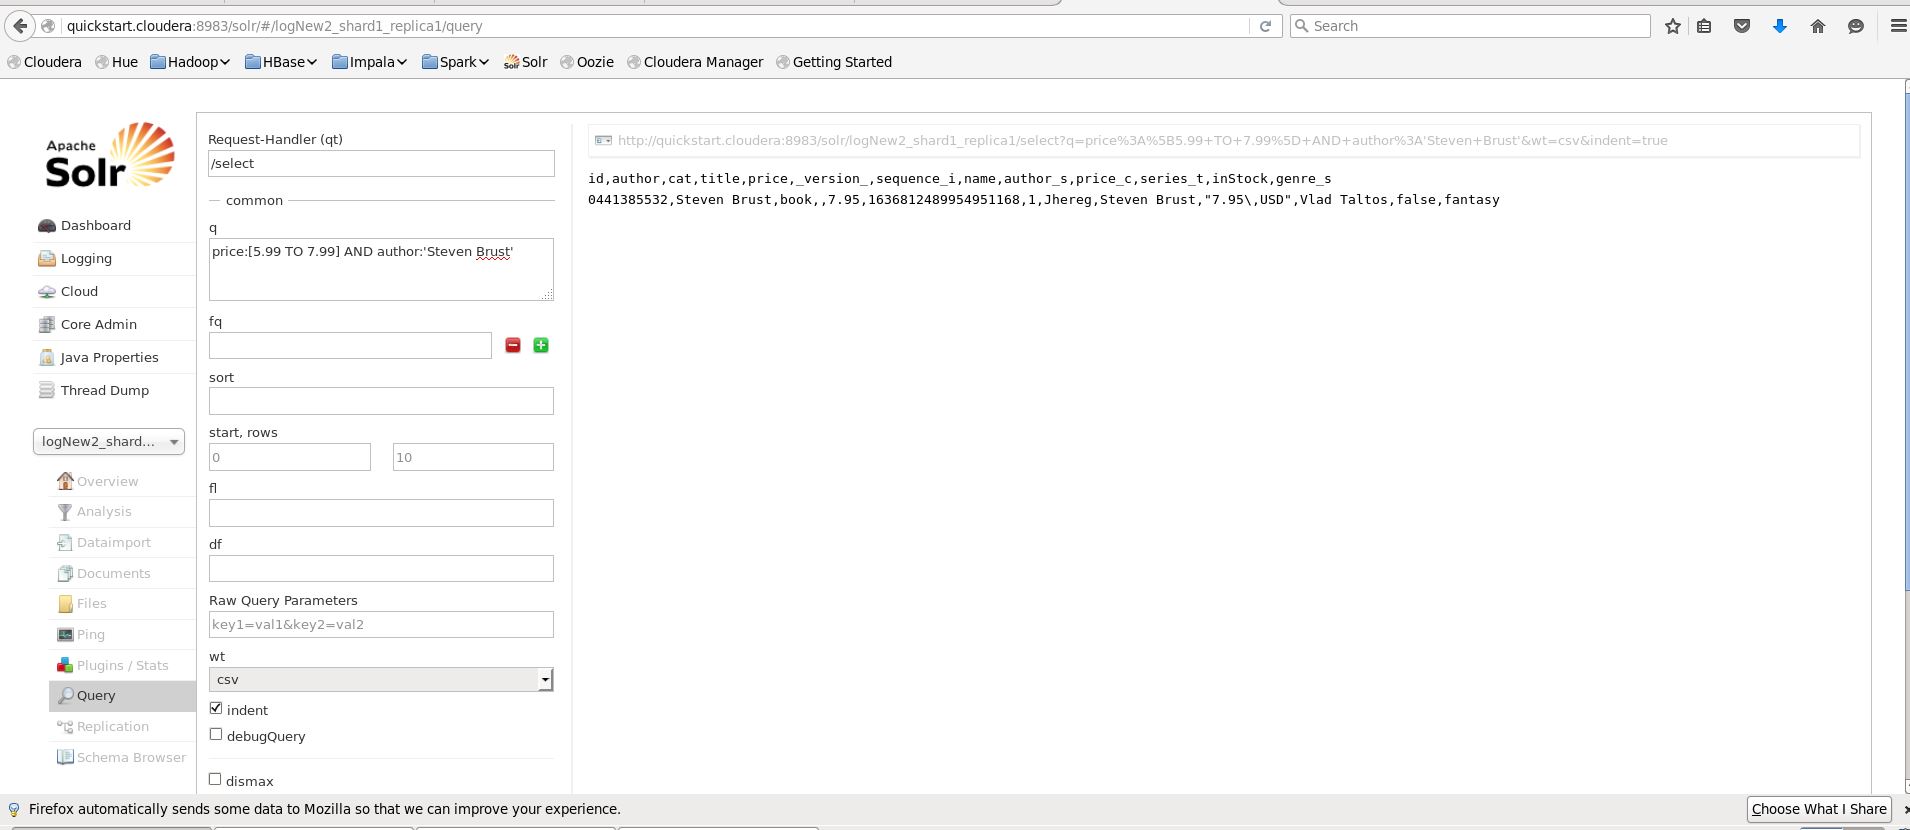 quickstart.cloudera:8983/solr/#/logNew2_shard1_replica1/query
Search
Cloudera
Hue
Hadoop
HBase
Impala
Spark
Solr Solr
Oozie
Cloudera Manager
Getting Started
Apache
Solr
Dashboard
Logging
Cloud
Core Admin
Java Properties
Thread Dump
logNew2_shard...
Overview
Analysis
Dataimport
Documents
Files
Ping
Plugins / Stats
Query
Replication
Schema Browser
Request-Handler (qt)
/select
common
q
price:[5.99 TO 7.99] AND author:'Steven Brust'
fq
sort
start, rows
0
10
fl
df
Raw Query Parameters
key1=val1&key2=val2
wt
csv
indent
debugQuery
dismax
http://quickstart.cloudera:8983/solr/logNew2_shard1_replica1/select?q=price%3A%5B5.99+TO+7.99%5D+AND+author%3A'Steven+Brust'&wt=csv&indent=true
id,author,cat,title,price,_version_,sequence_i,name,author_s,price_c,series_t,inStock,genre_s
0441385532,Steven Brust,book,,7.95,1636812489954951168,1,Jhereg,Steven Brust,"7.95\,USD",Vlad Taltos,false,fantasy
Firefox automatically sends some data to Mozilla so that we can improve your experience.
Choose What I Share